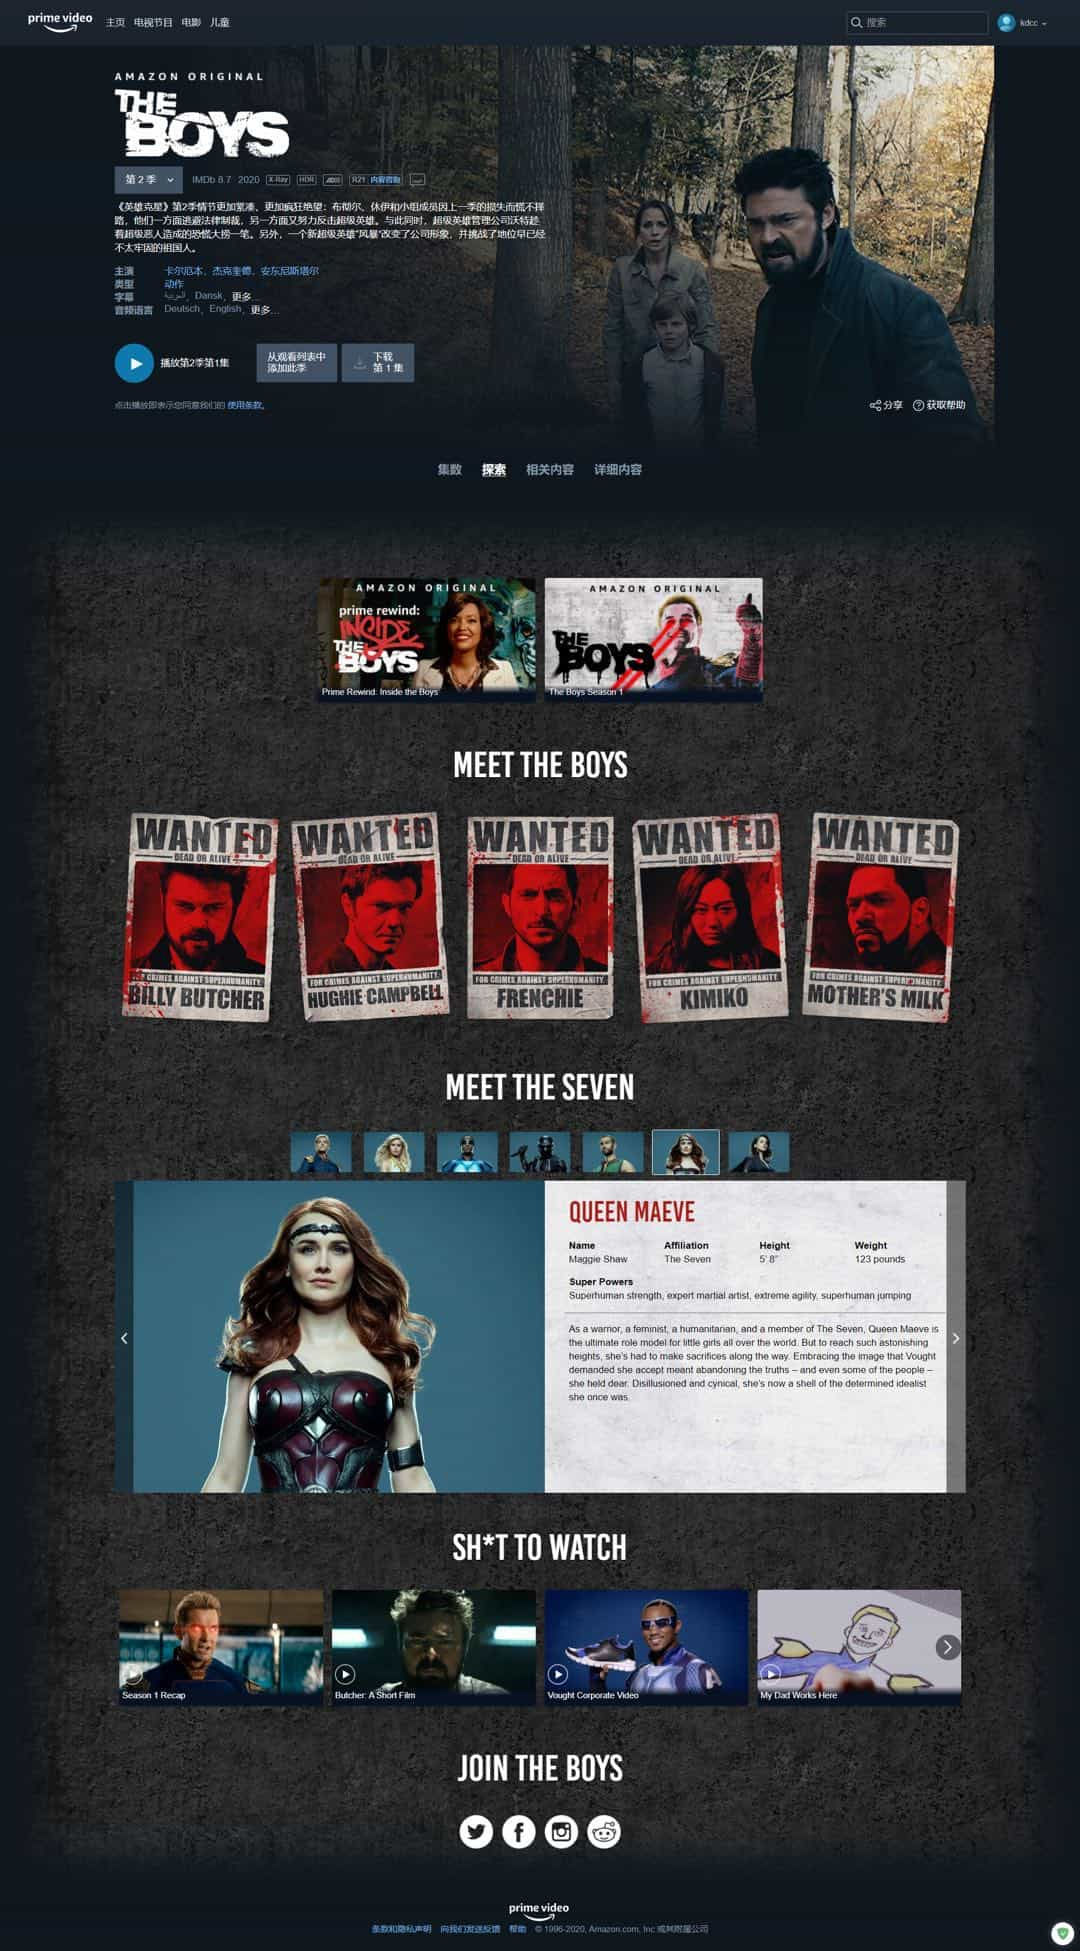 prime video 主页 电视节目 电影 儿童 搜索 kdcc
AMAZON ORIGINAL
THE
BOYS
第 2 季 IMDb 8.7 2020 X-Ray HDR R21 内容咨询
《英雄克星》第2季情节更加紧凑、更加疯狂绝望：布彻尔、休伊和小组成员因上一季的损失而慌不择
路，他们一方面逃避法律制裁，另一方面又努力反击超级英雄。与此同时，超级英雄管理公司沃特趁
着超级恶人造成的恐慌大捞一笔。另外，一个新超级英雄“风暴”改变了公司形象，并挑战了地位早已经
不太牢固的祖国人。
主演 卡尔厄本，杰克奎德，安东尼斯塔尔
类型 动作
字幕 العربية، Dansk， 更多...
音频语言 Deutsch，English，更多...
播放第2季第1集
从观看列表中
添加此季
下载
第 1 集
点击播放即表示您同意我们的 使用条款。
分享 获取帮助
集数 探索 相关内容 详细内容
AMAZON ORIGINAL
prime rewind:
INSIDE
THE
BOYS
Prime Rewind: Inside the Boys
AMAZON ORIGINAL
THE
BOYS
The Boys Season 1
MEET THE BOYS
WANTED
DEAD OR ALIVE
FOR CRIMES AGAINST SUPERHUMANITY.
BILLY BUTCHER
WANTED
DEAD OR ALIVE
FOR CRIMES AGAINST SUPERHUMANITY.
HUGHIE CAMPBELL
WANTED
DEAD OR ALIVE
FOR CRIMES AGAINST SUPERHUMANITY.
FRENCHIE
WANTED
DEAD OR ALIVE
FOR CRIMES AGAINST SUPERHUMANITY.
KIMIKO
WANTED
DEAD OR ALIVE
FOR CRIMES AGAINST SUPERHUMANITY.
MOTHER'S MILK
MEET THE SEVEN
QUEEN MAEVE
Name Affiliation Height Weight
Maggie Shaw The Seven 5' 8" 123 pounds
Super Powers
Superhuman strength, expert martial artist, extreme agility, superhuman jumping
As a warrior, a feminist, a humanitarian, and a member of The Seven, Queen Maeve is
the ultimate role model for little girls all over the world. But to reach such astonishing
heights, she's had to make sacrifices along the way. Embracing the image that Vought
demanded she accept meant abandoning the truths – and even some of the people –
she held dear. Disillusioned and cynical, she's now a shell of the determined idealist
she once was.
SH*T TO WATCH
Season 1 Recap
Butcher: A Short Film
Vought Corporate Video
My Dad Works Here
JOIN THE BOYS
prime video
条款和隐私声明 向我们发送反馈 帮助 © 1996-2020, Amazon.com, Inc.或其附属公司